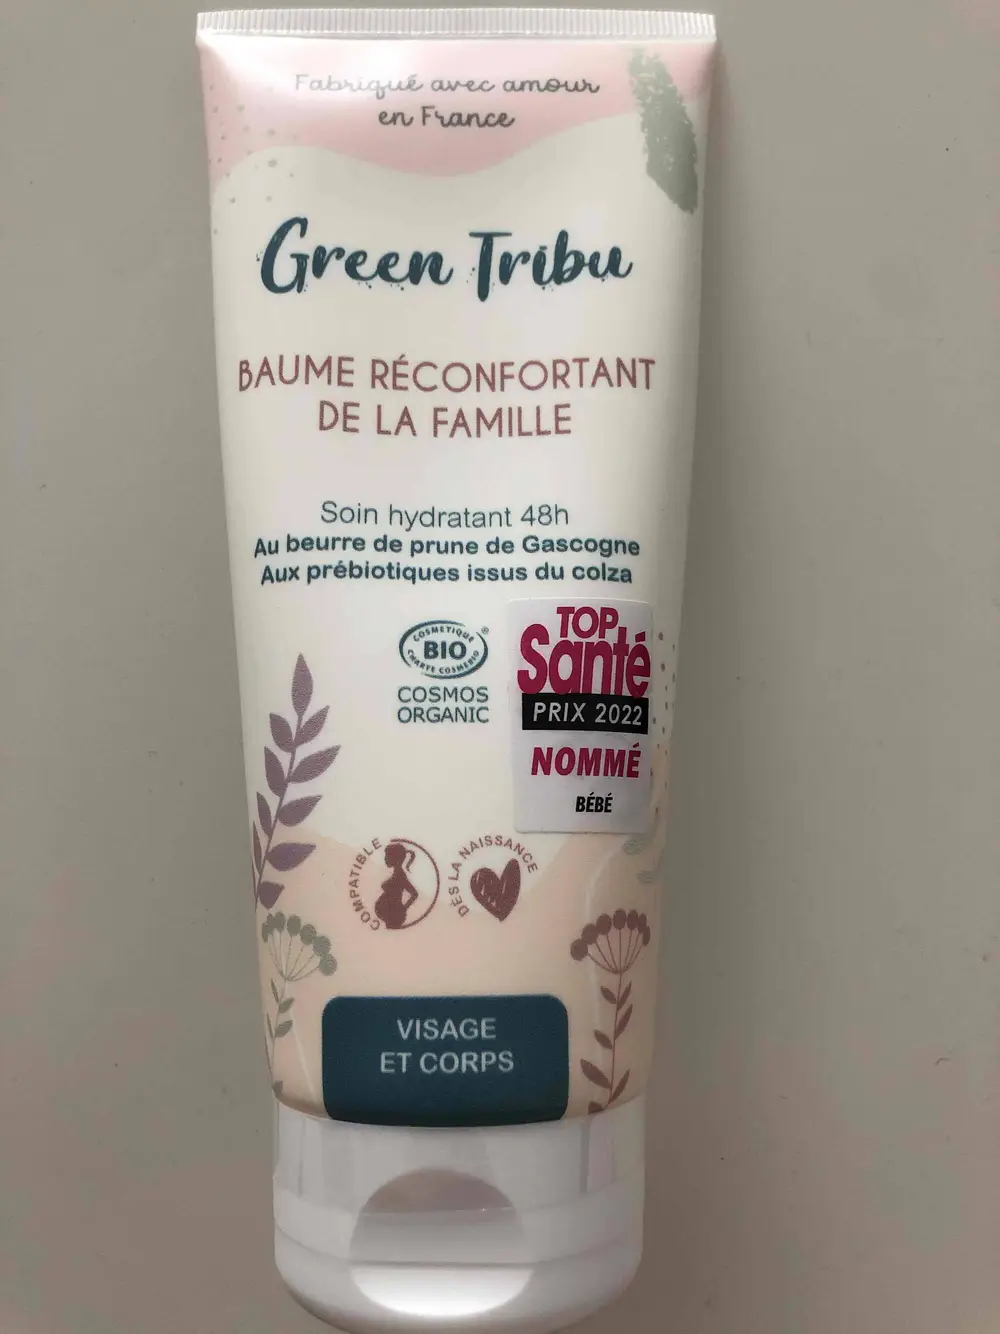 Fabriqué avec amour
en France
Green Tribu
BAUME RÉCONFORTANT
DE LA FAMILLE
Soin hydratant 48h
Au beurre de prune de Gascogne
Aux prébiotiques issus du colza
COSMETIQUE
BIO
CHARTE COSMEBIO
®
COSMOS
ORGANIC
TOP
Santé
PRIX 2022
NOMMÉ
BÉBÉ
COMPATIBLE
DÈS LA NAISSANCE
VISAGE
ET CORPS